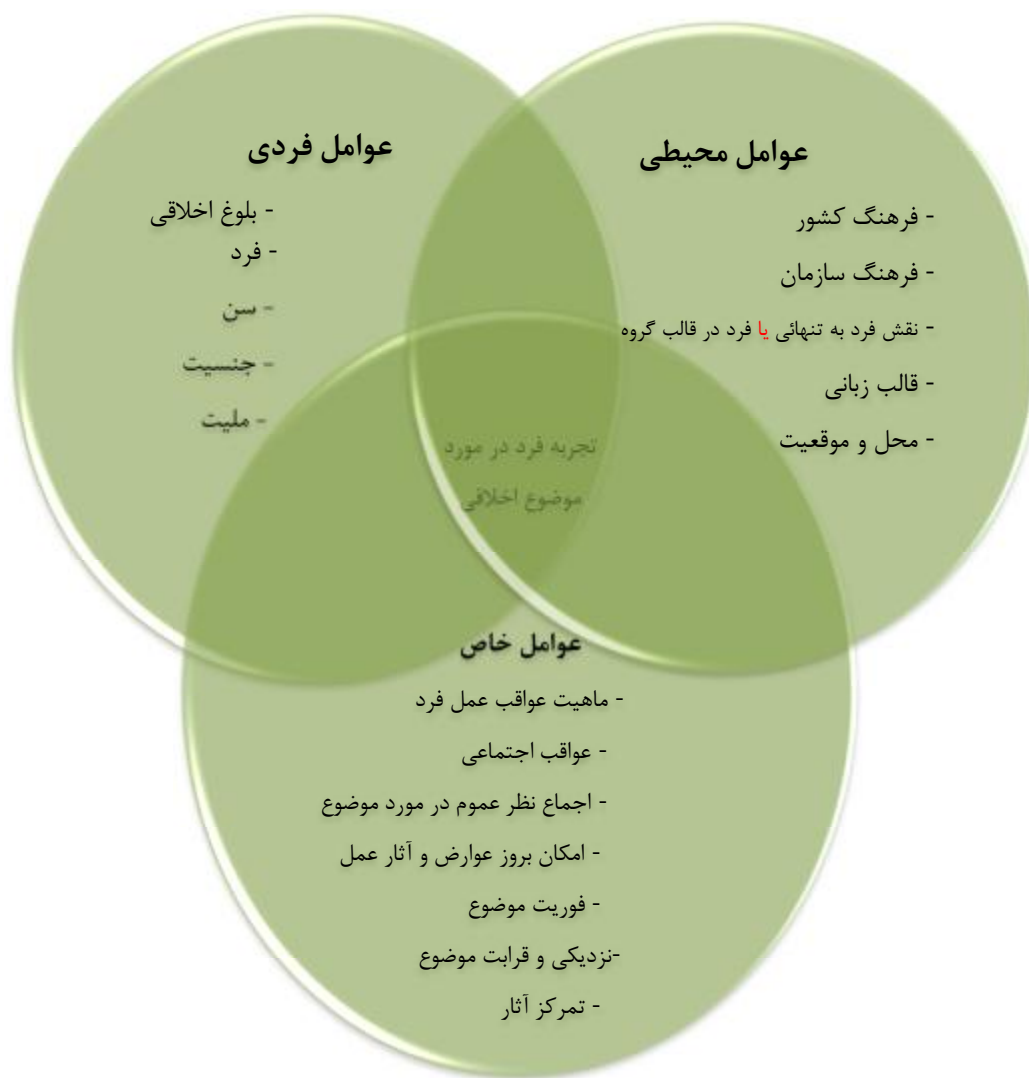 عوامل محیطی
- فرهنگ کشور
- فرهنگ سازمان
- نقش فرد به تنهائی یا فرد در قالب گروه
- قالب زبانی
- محل و موقعیت
عوامل فردی
- بلوغ اخلاقی
- فرد
- سن
- جنسیت
- ملیت
تجربه فرد در مورد
موضوع اخلاقی
عوامل خاص
- ماهیت عواقب عمل فرد
- عواقب اجتماعی
- اجماع نظر عموم در مورد موضوع
- امکان بروز عوارض و آثار عمل
- فوریت موضوع
-نزدیکی و قرابت موضوع
- تمرکز آثار